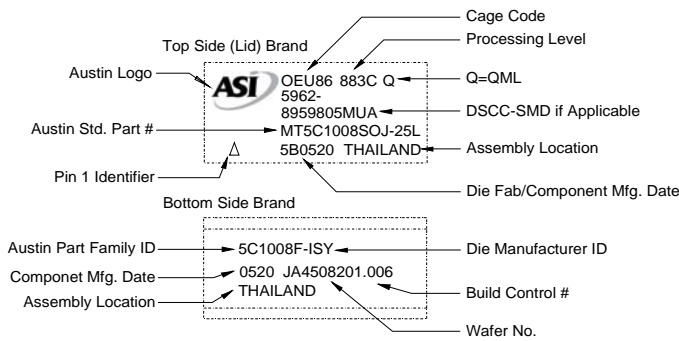 Cage Code
Processing Level
Top Side (Lid) Brand
Austin Logo
ASI
OEU86 883C Q
Q=QML
5962-
8959805MUA
DSCC-SMD if Applicable
Austin Std. Part #
MT5C1008SOJ-25L
5B0520 THAILAND
Assembly Location
Pin 1 Identifier
Die Fab/Component Mfg. Date
Bottom Side Brand
Austin Part Family ID
5C1008F-ISY
Die Manufacturer ID
Componet Mfg. Date
0520 JA4508201.006
Assembly Location
THAILAND
Build Control #
Wafer No.